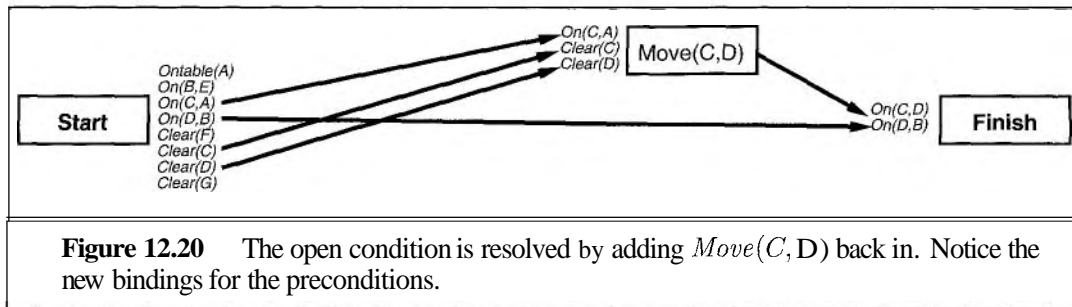 Start
Ontable(A)
On(B,E)
On(C,A)
On(D,B)
Clear(F)
Clear(C)
Clear(D)
Clear(G)
On(C,A)
Clear(C)
Clear(D)
Move(C,D)
On(C,D)
On(D,B)
Finish
Figure 12.20 The open condition is resolved by adding Move(C, D) back in. Notice the
new bindings for the preconditions.